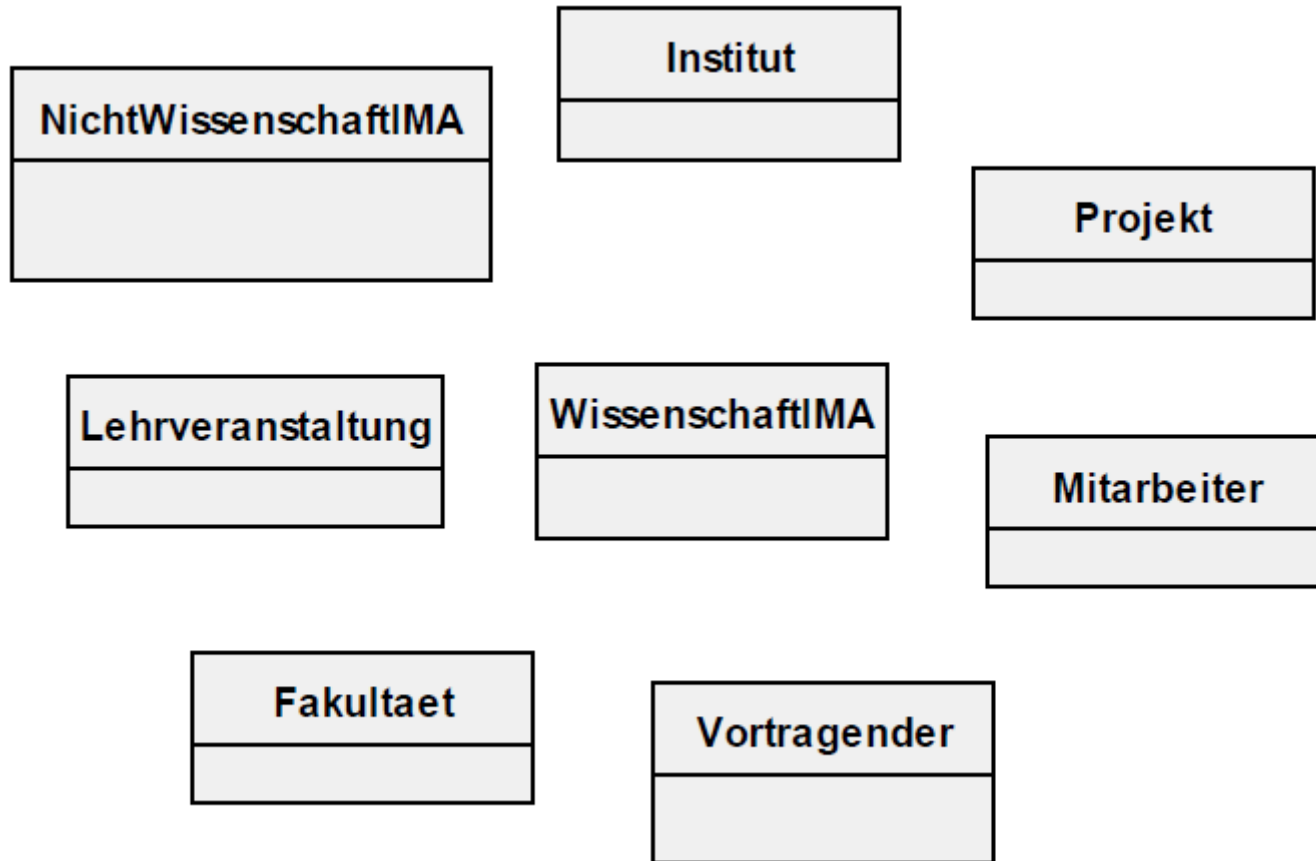 Institut
NichtWissenschaftlMA
Projekt
Lehrveranstaltung
WissenschaftlMA
Mitarbeiter
Fakultaet
Vortragender